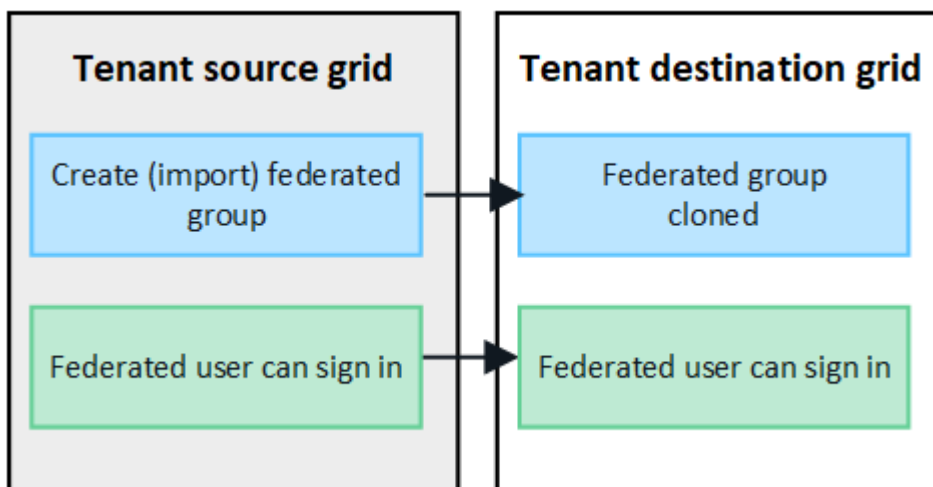 Tenant source grid
Create (import) federated
group
Federated user can sign in
Tenant destination grid
Federated group
cloned
Federated user can sign in